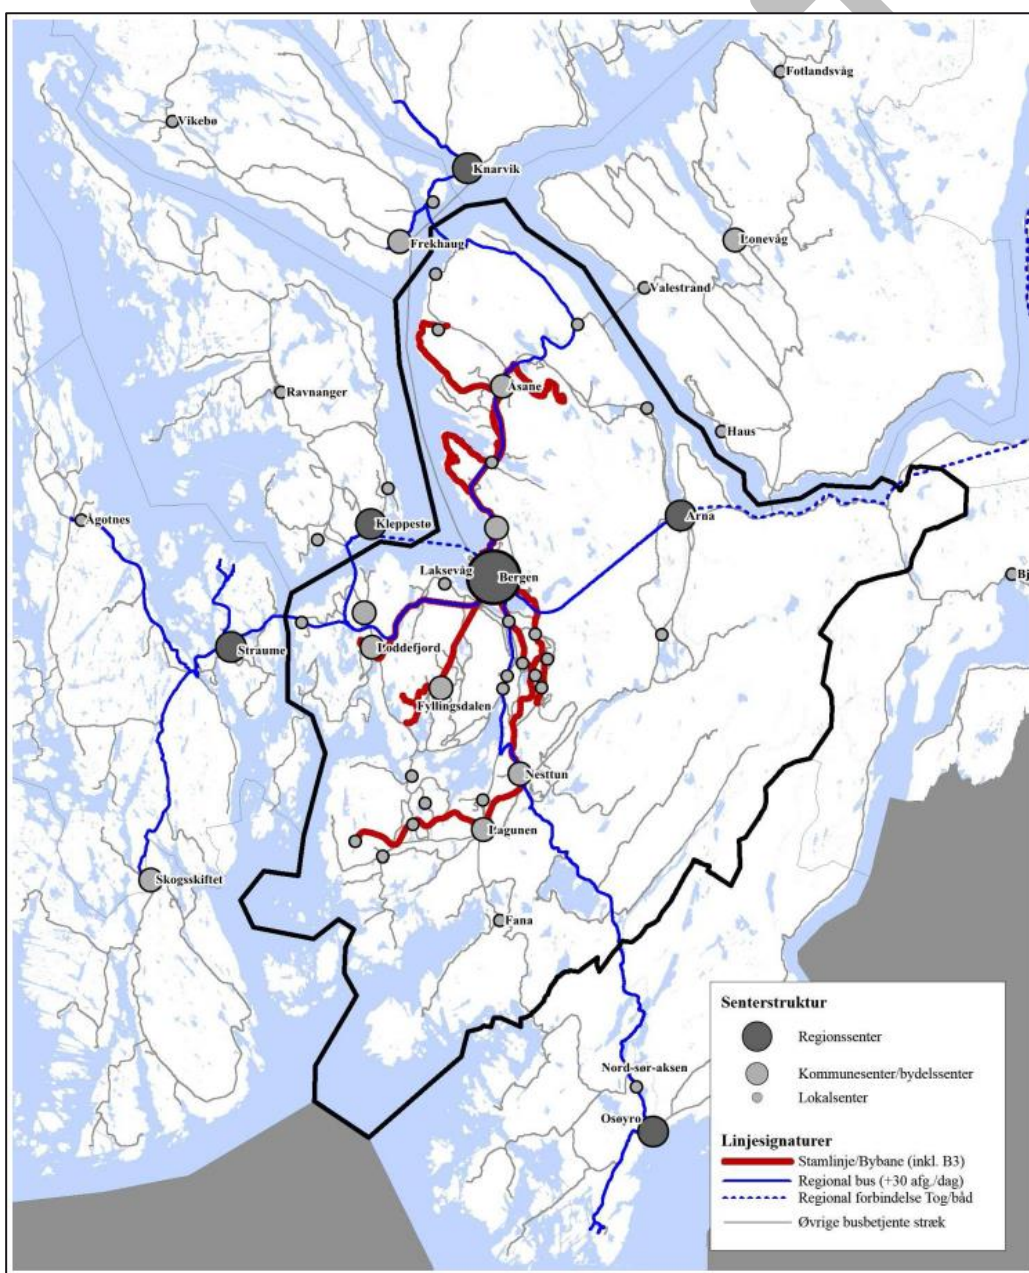 Fotlandsvåg
Vikebø
Knarvik
Frekhaug
Lonevåg
Valestrand
Åsane
Ravnanger
Haus
Ågotnes
Kleppestø
Arna
Laksevåg
Bergen
Bj
Straume
Loddefjord
Fyllingsdalen
Nesttun
Lagunen
Skogsskiftet
Fana
Nord-sør-aksen
Osøyro
Senterstruktur
Regionssenter
Kommunesenter/bydelssenter
Lokalsenter
Linjesignaturer
Stamlinje/Bybane (inkl. B3)
Regional bus (+30 afg./dag)
Regional forbindelse Tog/båd
Øvrige busbetjente stræk